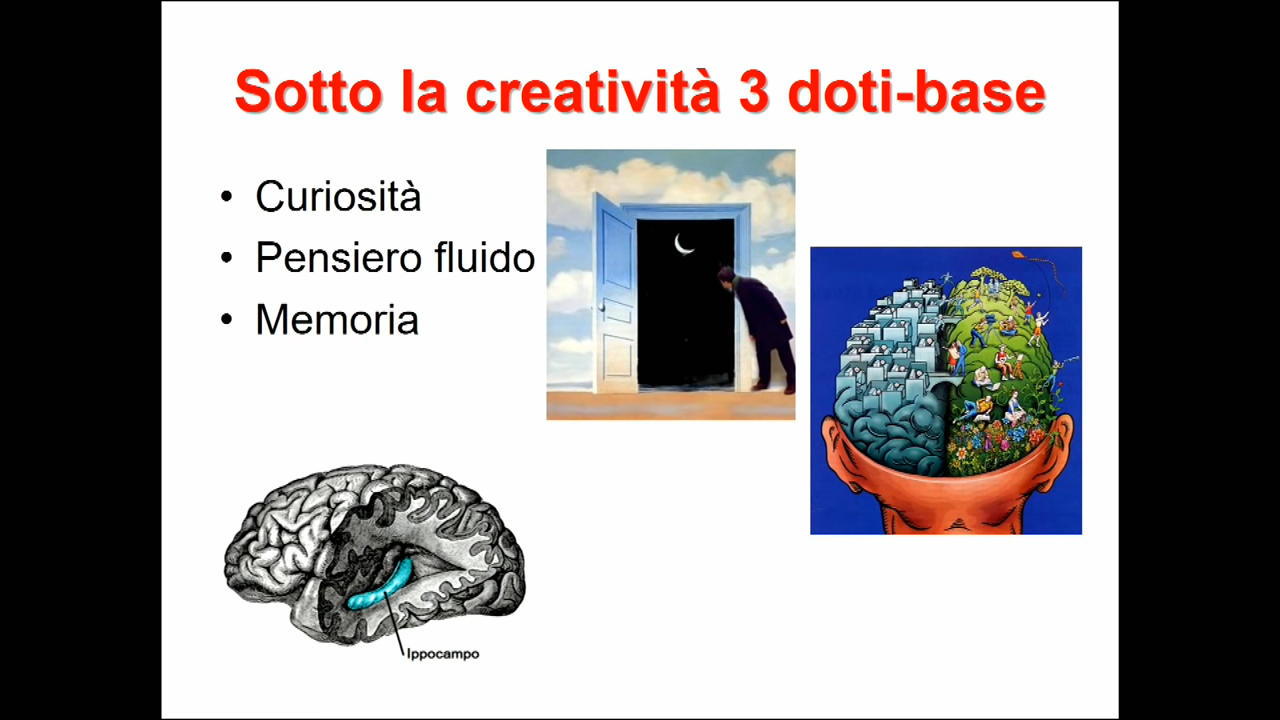 Sotto la creatività 3 doti-base
• Curiosità
• Pensiero fluido
• Memoria
Ippocampo